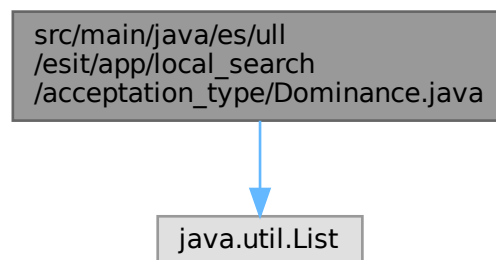 src/main/java/es/ull
/esit/app/local_search
/acceptation_type/Dominance.java
java.util.List